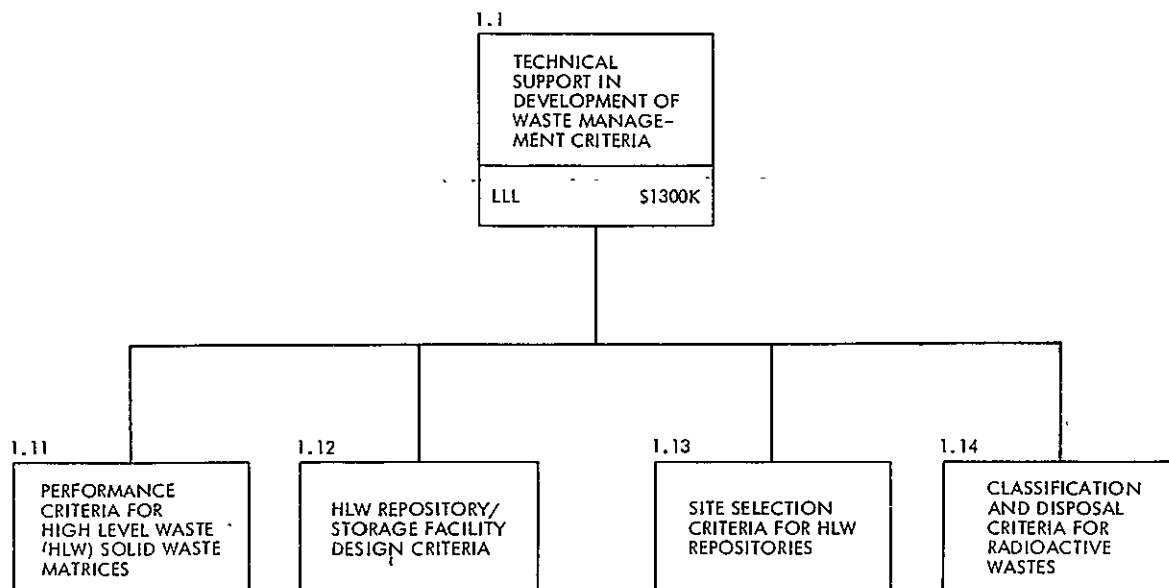 1.1
TECHNICAL
SUPPORT IN
DEVELOPMENT OF
WASTE MANAGE-
MENT CRITERIA
LLL $1300K
1.11
PERFORMANCE
CRITERIA FOR
HIGH LEVEL WASTE
(HLW) SOLID WASTE
MATRICES
1.12
HLW REPOSITORY/
STORAGE FACILITY
DESIGN CRITERIA
1.13
SITE SELECTION
CRITERIA FOR HLW
REPOSITORIES
1.14
CLASSIFICATION
AND DISPOSAL
CRITERIA FOR
RADIOACTIVE
WASTES